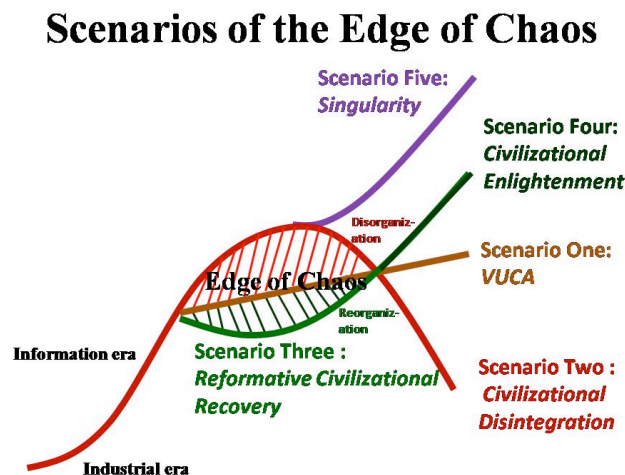 Scenarios of the Edge of Chaos
Scenario Five:
Singularity
Scenario Four:
Civilizational
Enlightenment
Disorganiz-
ation
Scenario One:
VUCA
Edge of Chaos
Reorganiz-
ation
Information era
Scenario Three :
Reformative Civilizational
Recovery
Scenario Two :
Civilizational
Disintegration
Industrial era